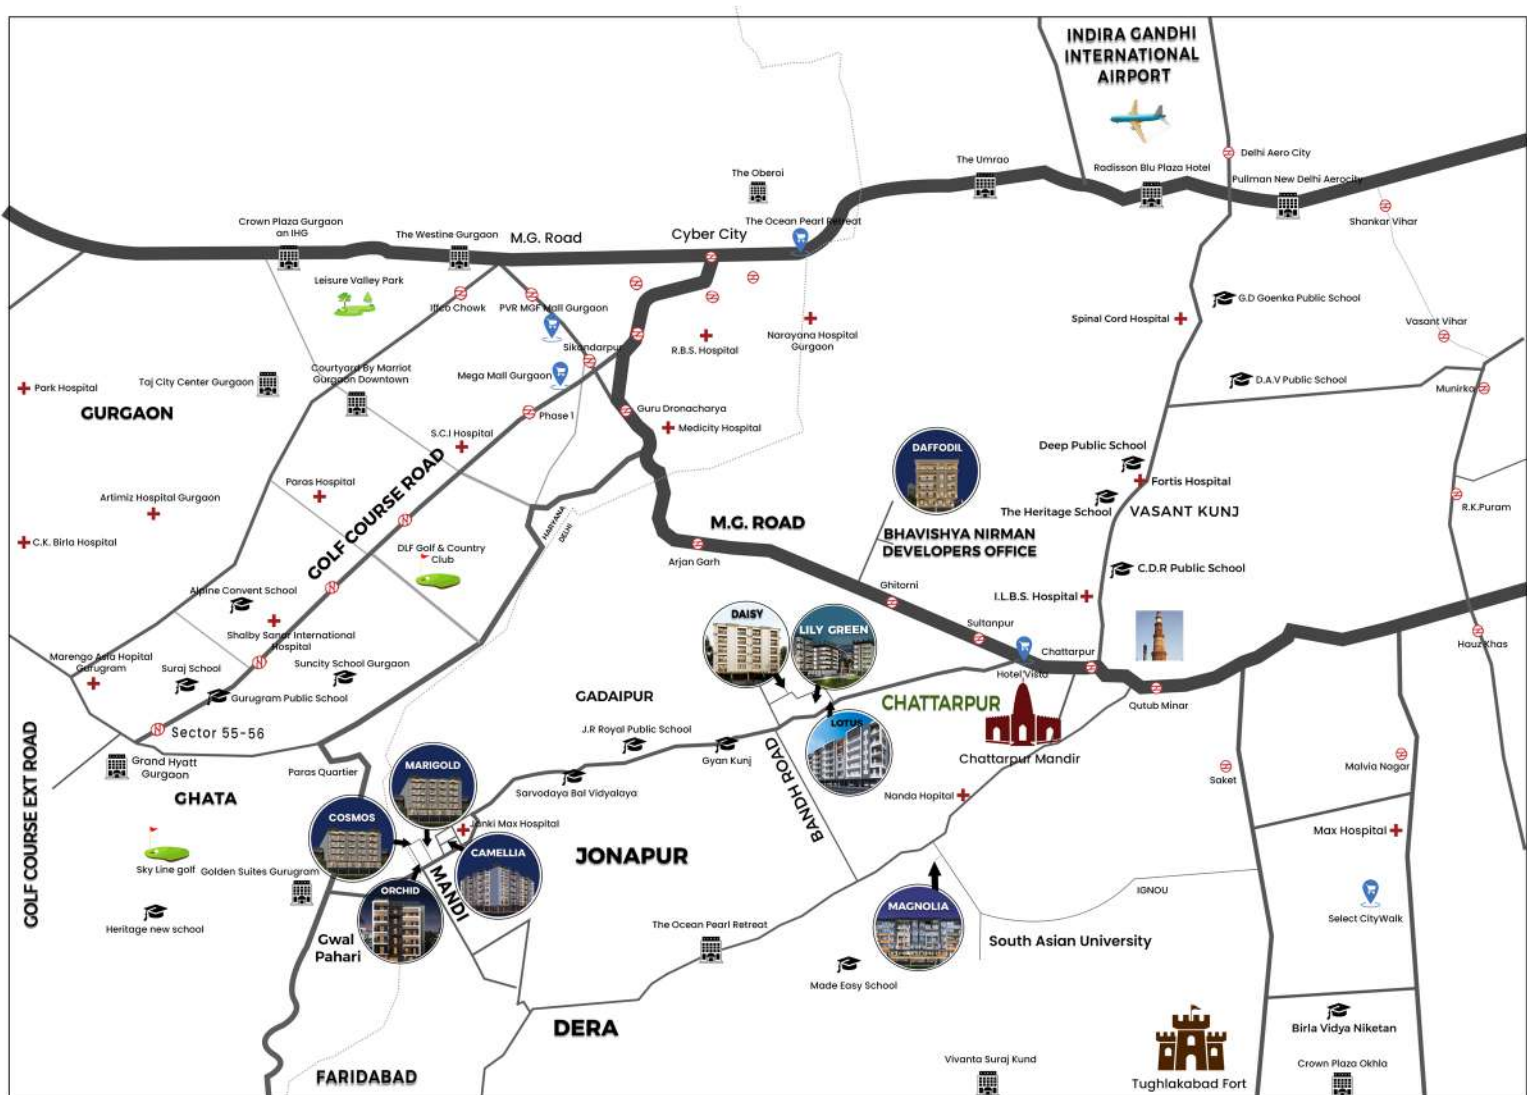 INDIRA GANDHI
INTERNATIONAL
AIRPORT
Delhi Aero City
The Umrao
Radisson Blu Plaza Hotel
Pullman New Delhi Aerocity
The Oberoi
Shankar Vihar
Crown Plaza Gurgaon
an IHG
The Westine Gurgaon
M.G. Road
Cyber City
The Ocean Pearl Retreat
Leisure Valley Park
Iffco Chowk
PVR MGF Mall Gurgaon
G.D Goenka Public School
Spinal Cord Hospital
Vasant Vihar
Narayana Hospital
Gurgaon
R.B.S. Hospital
Sikandarpur
Courtyard By Marriot
Gurgaon Downtown
Mega Mall Gurgaon
Taj City Center Gurgaon
Park Hospital
D.A.V Public School
Munirka
GURGAON
Phase 1
Guru Dronacharya
Medicity Hospital
S.C.I Hospital
DAFFODIL
Deep Public School
Fortis Hospital
Paras Hospital
Artimiz Hospital Gurgaon
The Heritage School
VASANT KUNJ
R.K.Puram
GOLF COURSE ROAD
HARYANA
DELHI
M.G. ROAD
BHAVISHYA NIRMAN
DEVELOPERS OFFICE
C.K. Birla Hospital
DLF Golf & Country
Club
Arjan Garh
C.D.R Public School
Ghitorni
Alpine Convent School
I.L.B.S. Hospital
DAISY
LILY GREEN
Sultanpur
Shalby Sanar International
Hospital
Hauz Khas
Chattarpur
Marengo Asia Hopital
Gurugram
Suraj School
Suncity School Gurgaon
Hotel Vista
Gurugram Public School
GADAIPUR
CHATTARPUR
Qutub Minar
LOTUS
J.R Royal Public School
Sector 55-56
Gyan Kunj
BANDH ROAD
Chattarpur Mandir
Grand Hyatt
Gurgaon
Paras Quartier
MARIGOLD
Saket
Malvia Nagar
GOLF COURSE EXT ROAD
GHATA
Sarvodaya Bal Vidyalaya
Nanda Hopital
COSMOS
Janki Max Hospital
Max Hospital
CAMELLIA
JONAPUR
Sky Line golf
Golden Suites Gurugram
ORCHID
MANDI
IGNOU
MAGNOLIA
Select CityWalk
Heritage new school
Gwal
Pahari
The Ocean Pearl Retreat
South Asian University
Made Easy School
DERA
Birla Vidya Niketan
Vivanta Suraj Kund
Crown Plaza Okhla
FARIDABAD
Tughlakabad Fort